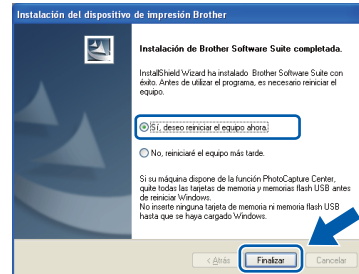 Instalación del dispositivo de impresión Brother
Instalación de Brother Software Suite completada.
InstallShield Wizard ha instalado Brother Software Suite con
éxito. Antes de utilizar el programa, es necesario reiniciar el
equipo.
Sí, deseo reiniciar el equipo ahora.
No, reiniciaré el equipo más tarde.
Si su máquina dispone de la función PhotoCapture Center,
quite todas las tarjetas de memoria y memorias flash USB antes
de reiniciar Windows.
No inserte ninguna tarjeta de memoria ni memoria flash USB
hasta que se haya cargado Windows.
< Atrás
Finalizar
Cancelar